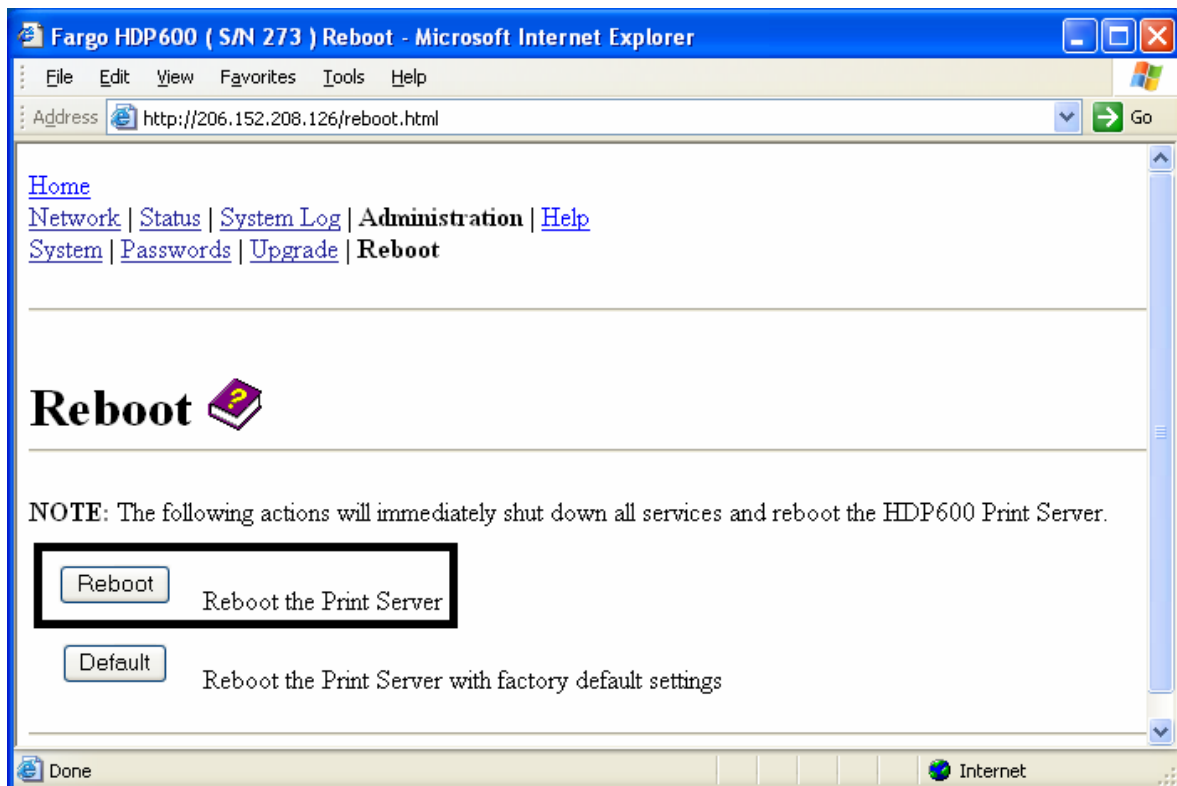 Fargo HDP600 ( S/N 273 ) Reboot - Microsoft Internet Explorer
File Edit View Favorites Tools Help
Address http://206.152.208.126/reboot.html Go
Home
Network | Status | System Log | Administration | Help
System | Passwords | Upgrade | Reboot
Reboot
NOTE: The following actions will immediately shut down all services and reboot the HDP600 Print Server.
Reboot Reboot the Print Server
Default Reboot the Print Server with factory default settings
Done Internet